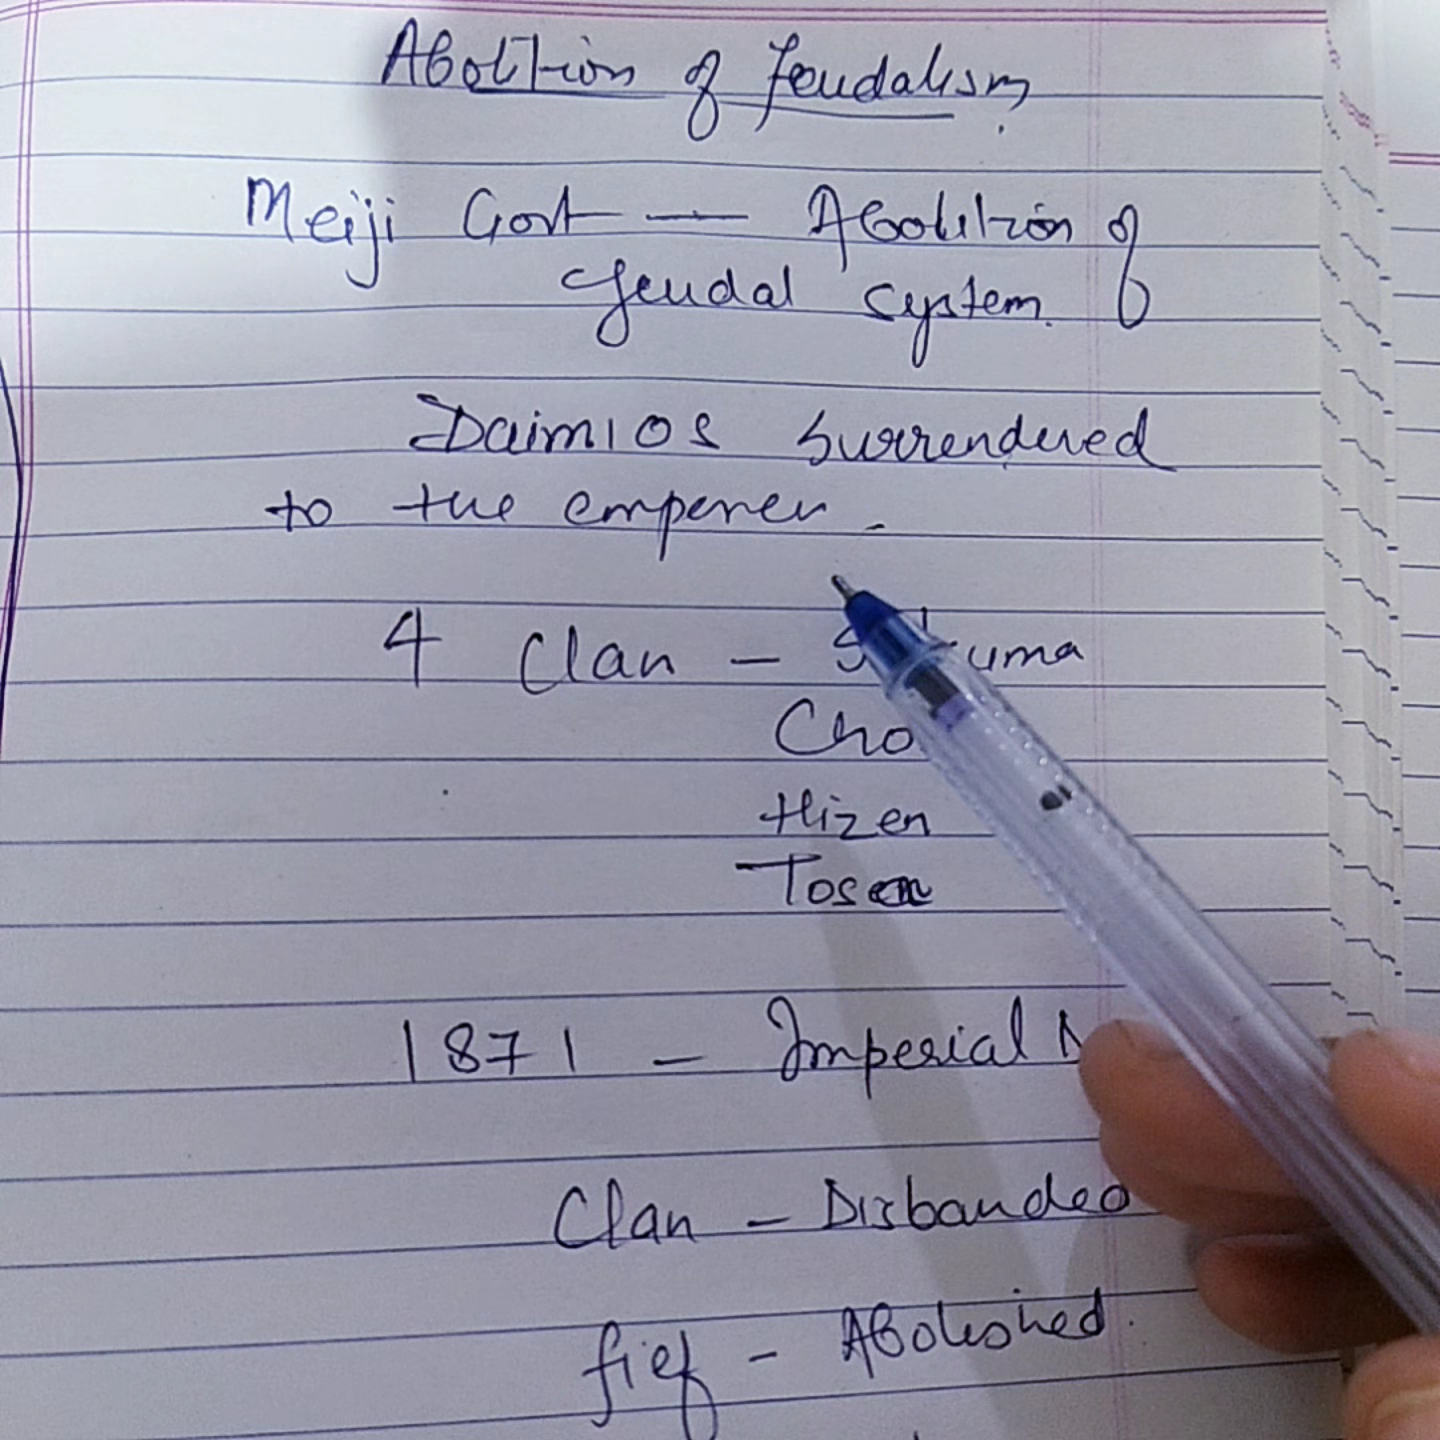 Abolition of Feudalism
Meiji Govt — Abolition of
feudal system.
Daimios surrendered
to the emperer.
4 Clan –
Hizen
Tosa
1871 – Imperial
Clan – Disbanded
fief – Abolished.